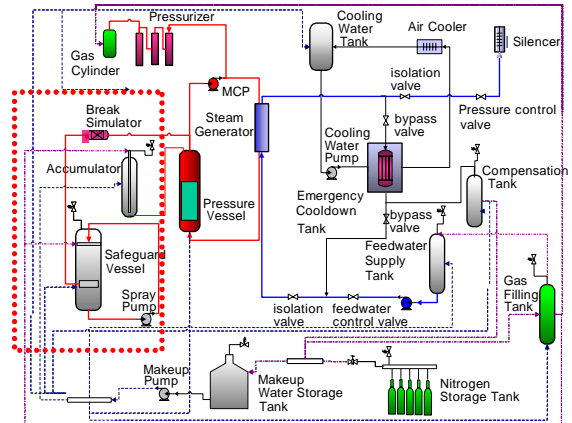 Pressurizer
Gas
Cylinder
MCP
Cooling
Water
Tank
Air Cooler
Silencer
isolation
valve
Pressure control
valve
Break
Simulator
Steam
Generator
bypass
valve
Cooling
Water
Pump
Accumulator
Pressure
Vessel
Emergency
Cooldown
Tank
Compensation
Tank
bypass
valve
Feedwater
Supply
Tank
Safeguard
Vessel
Spray
Pump
Gas
Filling
Tank
isolation
valve
feedwater
control valve
Makeup
Pump
Makeup
Water Storage
Tank
Nitrogen
Storage Tank